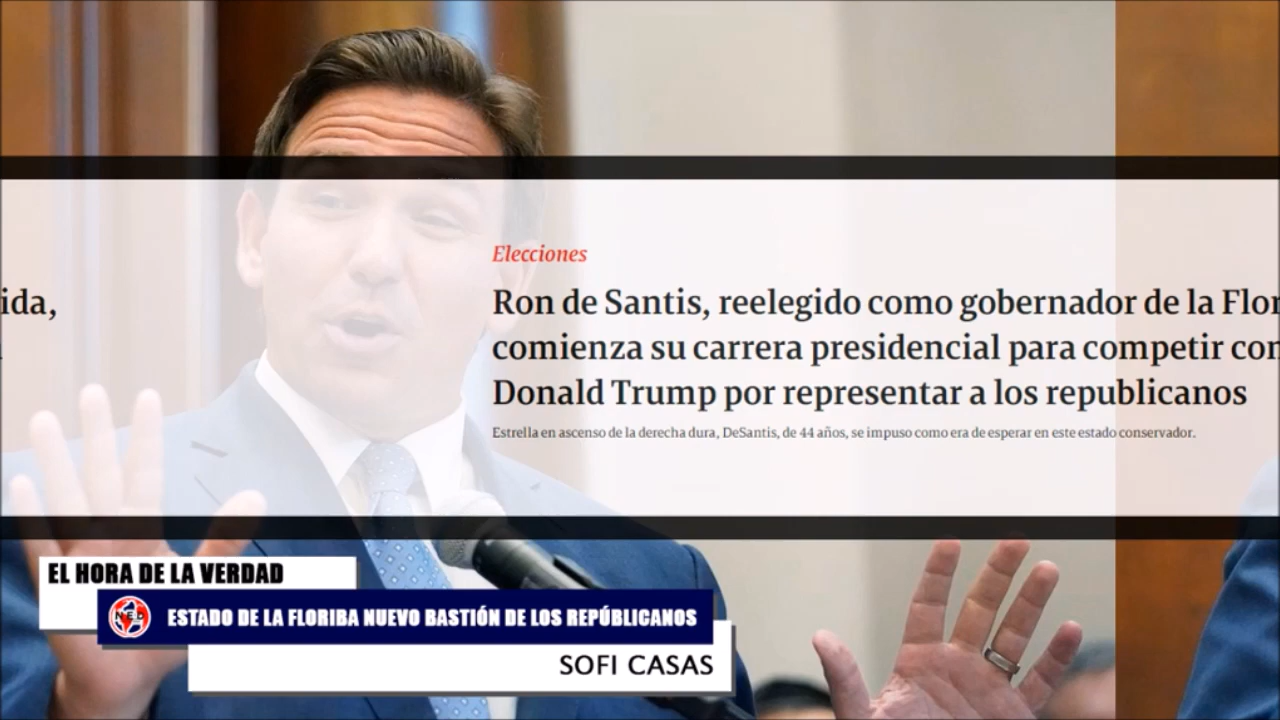 Elecciones
ida,
Ron de Santis, reelegido como gobernador de la Flor
comienza su carrera presidencial para competir con
Donald Trump por representar a los republicanos
Estrella en ascenso de la derecha dura, DeSantis, de 44 años, se impuso como era de esperar en este estado conservador.
EL HORA DE LA VERDAD
ESTADO DE LA FLORIBA NUEVO BASTIÓN DE LOS REPÚBLICANOS
SOFI CASAS